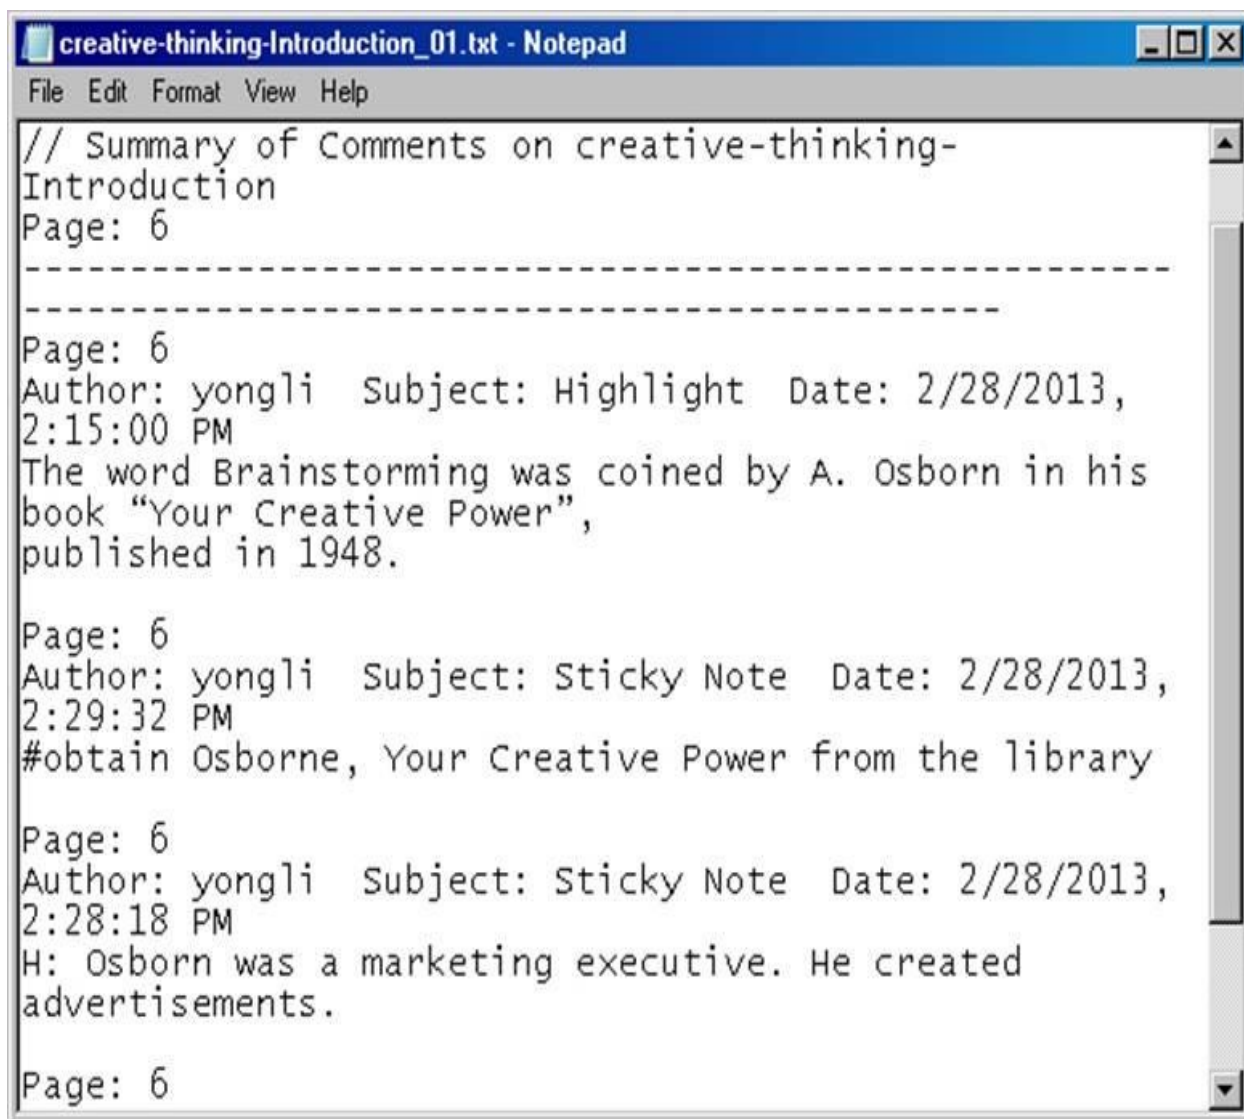 creative-thinking-Introduction_01.txt - Notepad
File Edit Format View Help
// Summary of Comments on creative-thinking-
Introduction
Page: 6
------------------------------------------------------
----------------------------------------------
Page: 6
Author: yongli  Subject: Highlight  Date: 2/28/2013,
2:15:00 PM
The word Brainstorming was coined by A. Osborn in his
book “Your Creative Power”,
published in 1948.

Page: 6
Author: yongli  Subject: Sticky Note  Date: 2/28/2013,
2:29:32 PM
#obtain Osborne, Your Creative Power from the library

Page: 6
Author: yongli  Subject: Sticky Note  Date: 2/28/2013,
2:28:18 PM
H: Osborn was a marketing executive. He created
advertisements.

Page: 6